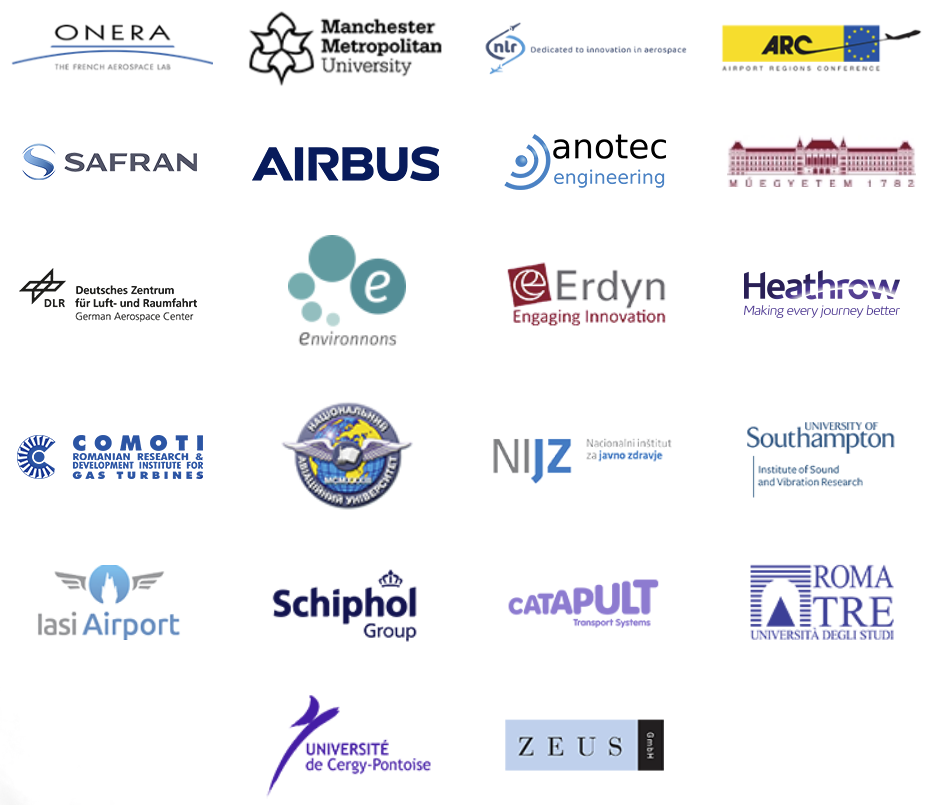 ONERA
THE FRENCH AEROSPACE LAB
Manchester
Metropolitan
University
nlr Dedicated to innovation in aerospace
ARC
AIRPORT REGIONS CONFERENCE
SAFRAN
AIRBUS
anotec
engineering
MŰEGYETEM 1782
DLR
Deutsches Zentrum
für Luft- und Raumfahrt
German Aerospace Center
e
environnons
e Erdyn
Engaging Innovation
Heathrow
Making every journey better
COMOTI
ROMANIAN RESEARCH &
DEVELOPMENT INSTITUTE FOR
GAS TURBINES
НАЦІОНАЛЬНИЙ
АВІАЦІЙНИЙ УНІВЕРСИТЕТ
MCMXXXIII
NIJZ
Nacionalni inštitut
za javno zdravje
UNIVERSITY OF
Southampton
Institute of Sound
and Vibration Research
Iasi Airport
Schiphol
Group
CATAPULT
Transport Systems
ROMA
TRE
UNIVERSITÀ DEGLI STUDI
UNIVERSITÉ
de Cergy-Pontoise
ZEUS
GmbH